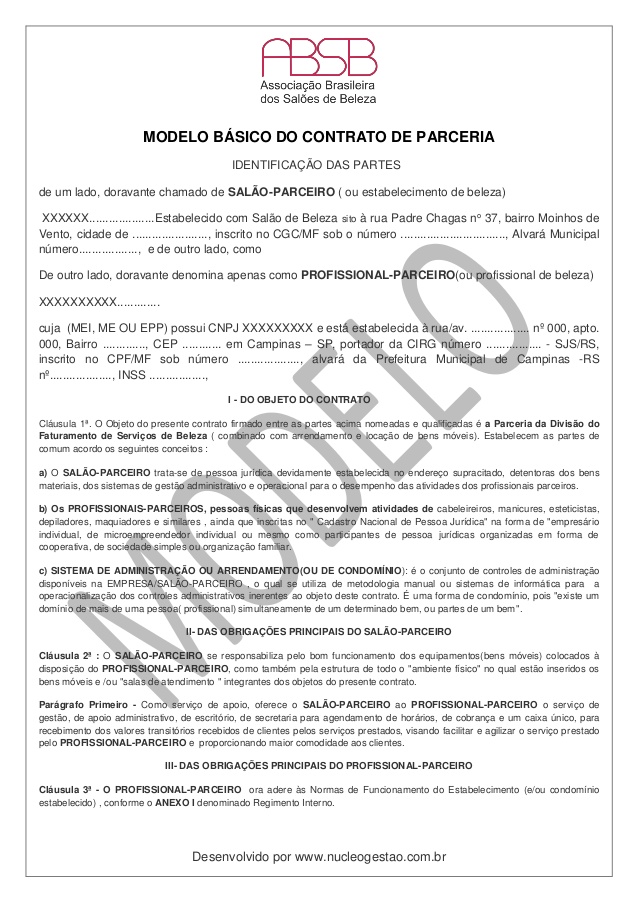 ABSB
Associação Brasileira
dos Salões de Beleza
MODELO BÁSICO DO CONTRATO DE PARCERIA
IDENTIFICAÇÃO DAS PARTES
de um lado, doravante chamado de SALÃO-PARCEIRO ( ou estabelecimento de beleza)
XXXXXX....................Estabelecido com Salão de Beleza sito à rua Padre Chagas nº 37, bairro Moinhos de
Vento, cidade de ......................., inscrito no CGC/MF sob o número ................................, Alvará Municipal
número.................., e de outro lado, como
De outro lado, doravante denomina apenas como PROFISSIONAL-PARCEIRO(ou profissional de beleza)
XXXXXXXXXX.............
cuja (MEI, ME OU EPP) possui CNPJ XXXXXXXXX e está estabelecida à rua/av. .................. nº 000, apto.
000, Bairro ............., CEP ............ em Campinas – SP, portador da CIRG número ................. - SJS/RS,
inscrito no CPF/MF sob número ..................., alvará da Prefeitura Municipal de Campinas -RS
nº..................., INSS .................,
I - DO OBJETO DO CONTRATO
Cláusula 1ª. O Objeto do presente contrato firmado entre as partes acima nomeadas e qualificadas é a Parceria da Divisão do
Faturamento de Serviços de Beleza ( combinado com arrendamento e locação de bens móveis). Estabelecem as partes de
comum acordo os seguintes conceitos :
a) O SALÃO-PARCEIRO trata-se de pessoa jurídica devidamente estabelecida no endereço supracitado, detentoras dos bens
materiais, dos sistemas de gestão administrativo e operacional para o desempenho das atividades dos profissionais parceiros.
b) Os PROFISSIONAIS-PARCEIROS, pessoas físicas que desenvolvem atividades de cabeleireiros, manicures, esteticistas,
depiladores, maquiadores e similares , ainda que inscritas no " Cadastro Nacional de Pessoa Jurídica" na forma de "empresário
individual, de microempreendedor individual ou mesmo como participantes de pessoa jurídicas organizadas em forma de
cooperativa, de sociedade simples ou organização familiar.
c) SISTEMA DE ADMINISTRAÇÃO OU ARRENDAMENTO(OU DE CONDOMÍNIO): é o conjunto de controles de administração
disponíveis na EMPRESA/SALÃO-PARCEIRO , o qual se utiliza de metodologia manual ou sistemas de informática para a
operacionalização dos controles administrativos inerentes ao objeto deste contrato. É uma forma de condomínio, pois "existe um
domínio de mais de uma pessoa( profissional) simultaneamente de um determinado bem, ou partes de um bem".
II- DAS OBRIGAÇÕES PRINCIPAIS DO SALÃO-PARCEIRO
Cláusula 2ª : O SALÃO-PARCEIRO se responsabiliza pelo bom funcionamento dos equipamentos(bens móveis) colocados à
disposição do PROFISSIONAL-PARCEIRO, como também pela estrutura de todo o "ambiente físico" no qual estão inseridos os
bens móveis e /ou "salas de atendimento " integrantes dos objetos do presente contrato.
Parágrafo Primeiro - Como serviço de apoio, oferece o SALÃO-PARCEIRO ao PROFISSIONAL-PARCEIRO o serviço de
gestão, de apoio administrativo, de escritório, de secretaria para agendamento de horários, de cobrança e um caixa único, para
recebimento dos valores transitórios recebidos de clientes pelos serviços prestados, visando facilitar e agilizar o serviço prestado
pelo PROFISSIONAL-PARCEIRO e proporcionando maior comodidade aos clientes.
III- DAS OBRIGAÇÕES PRINCIPAIS DO PROFISSIONAL-PARCEIRO
Cláusula 3ª - O PROFISSIONAL-PARCEIRO ora adere às Normas de Funcionamento do Estabelecimento (e/ou condomínio
estabelecido) , conforme o ANEXO I denominado Regimento Interno.
MODELO
Desenvolvido por www.nucleogestao.com.br